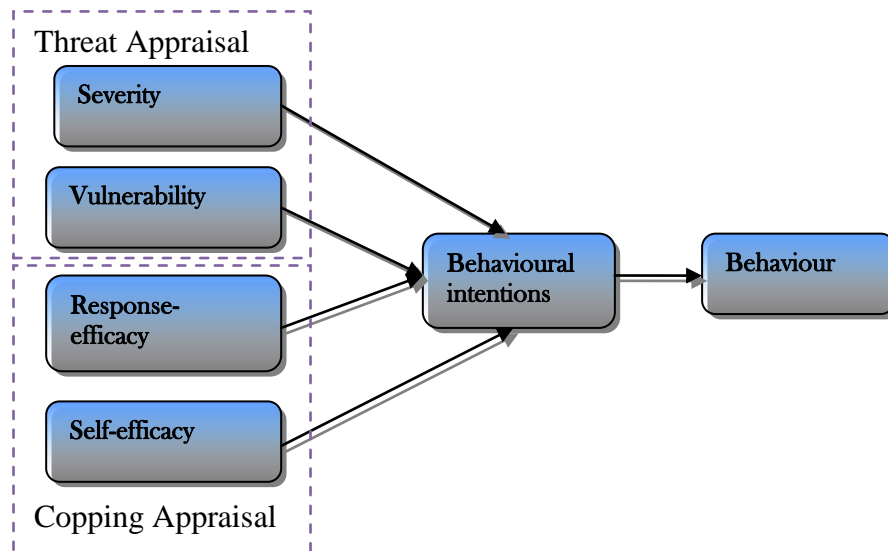 Threat Appraisal
Severity
Vulnerability
Response-
efficacy
Self-efficacy
Copping Appraisal
Behavioural
intentions
Behaviour